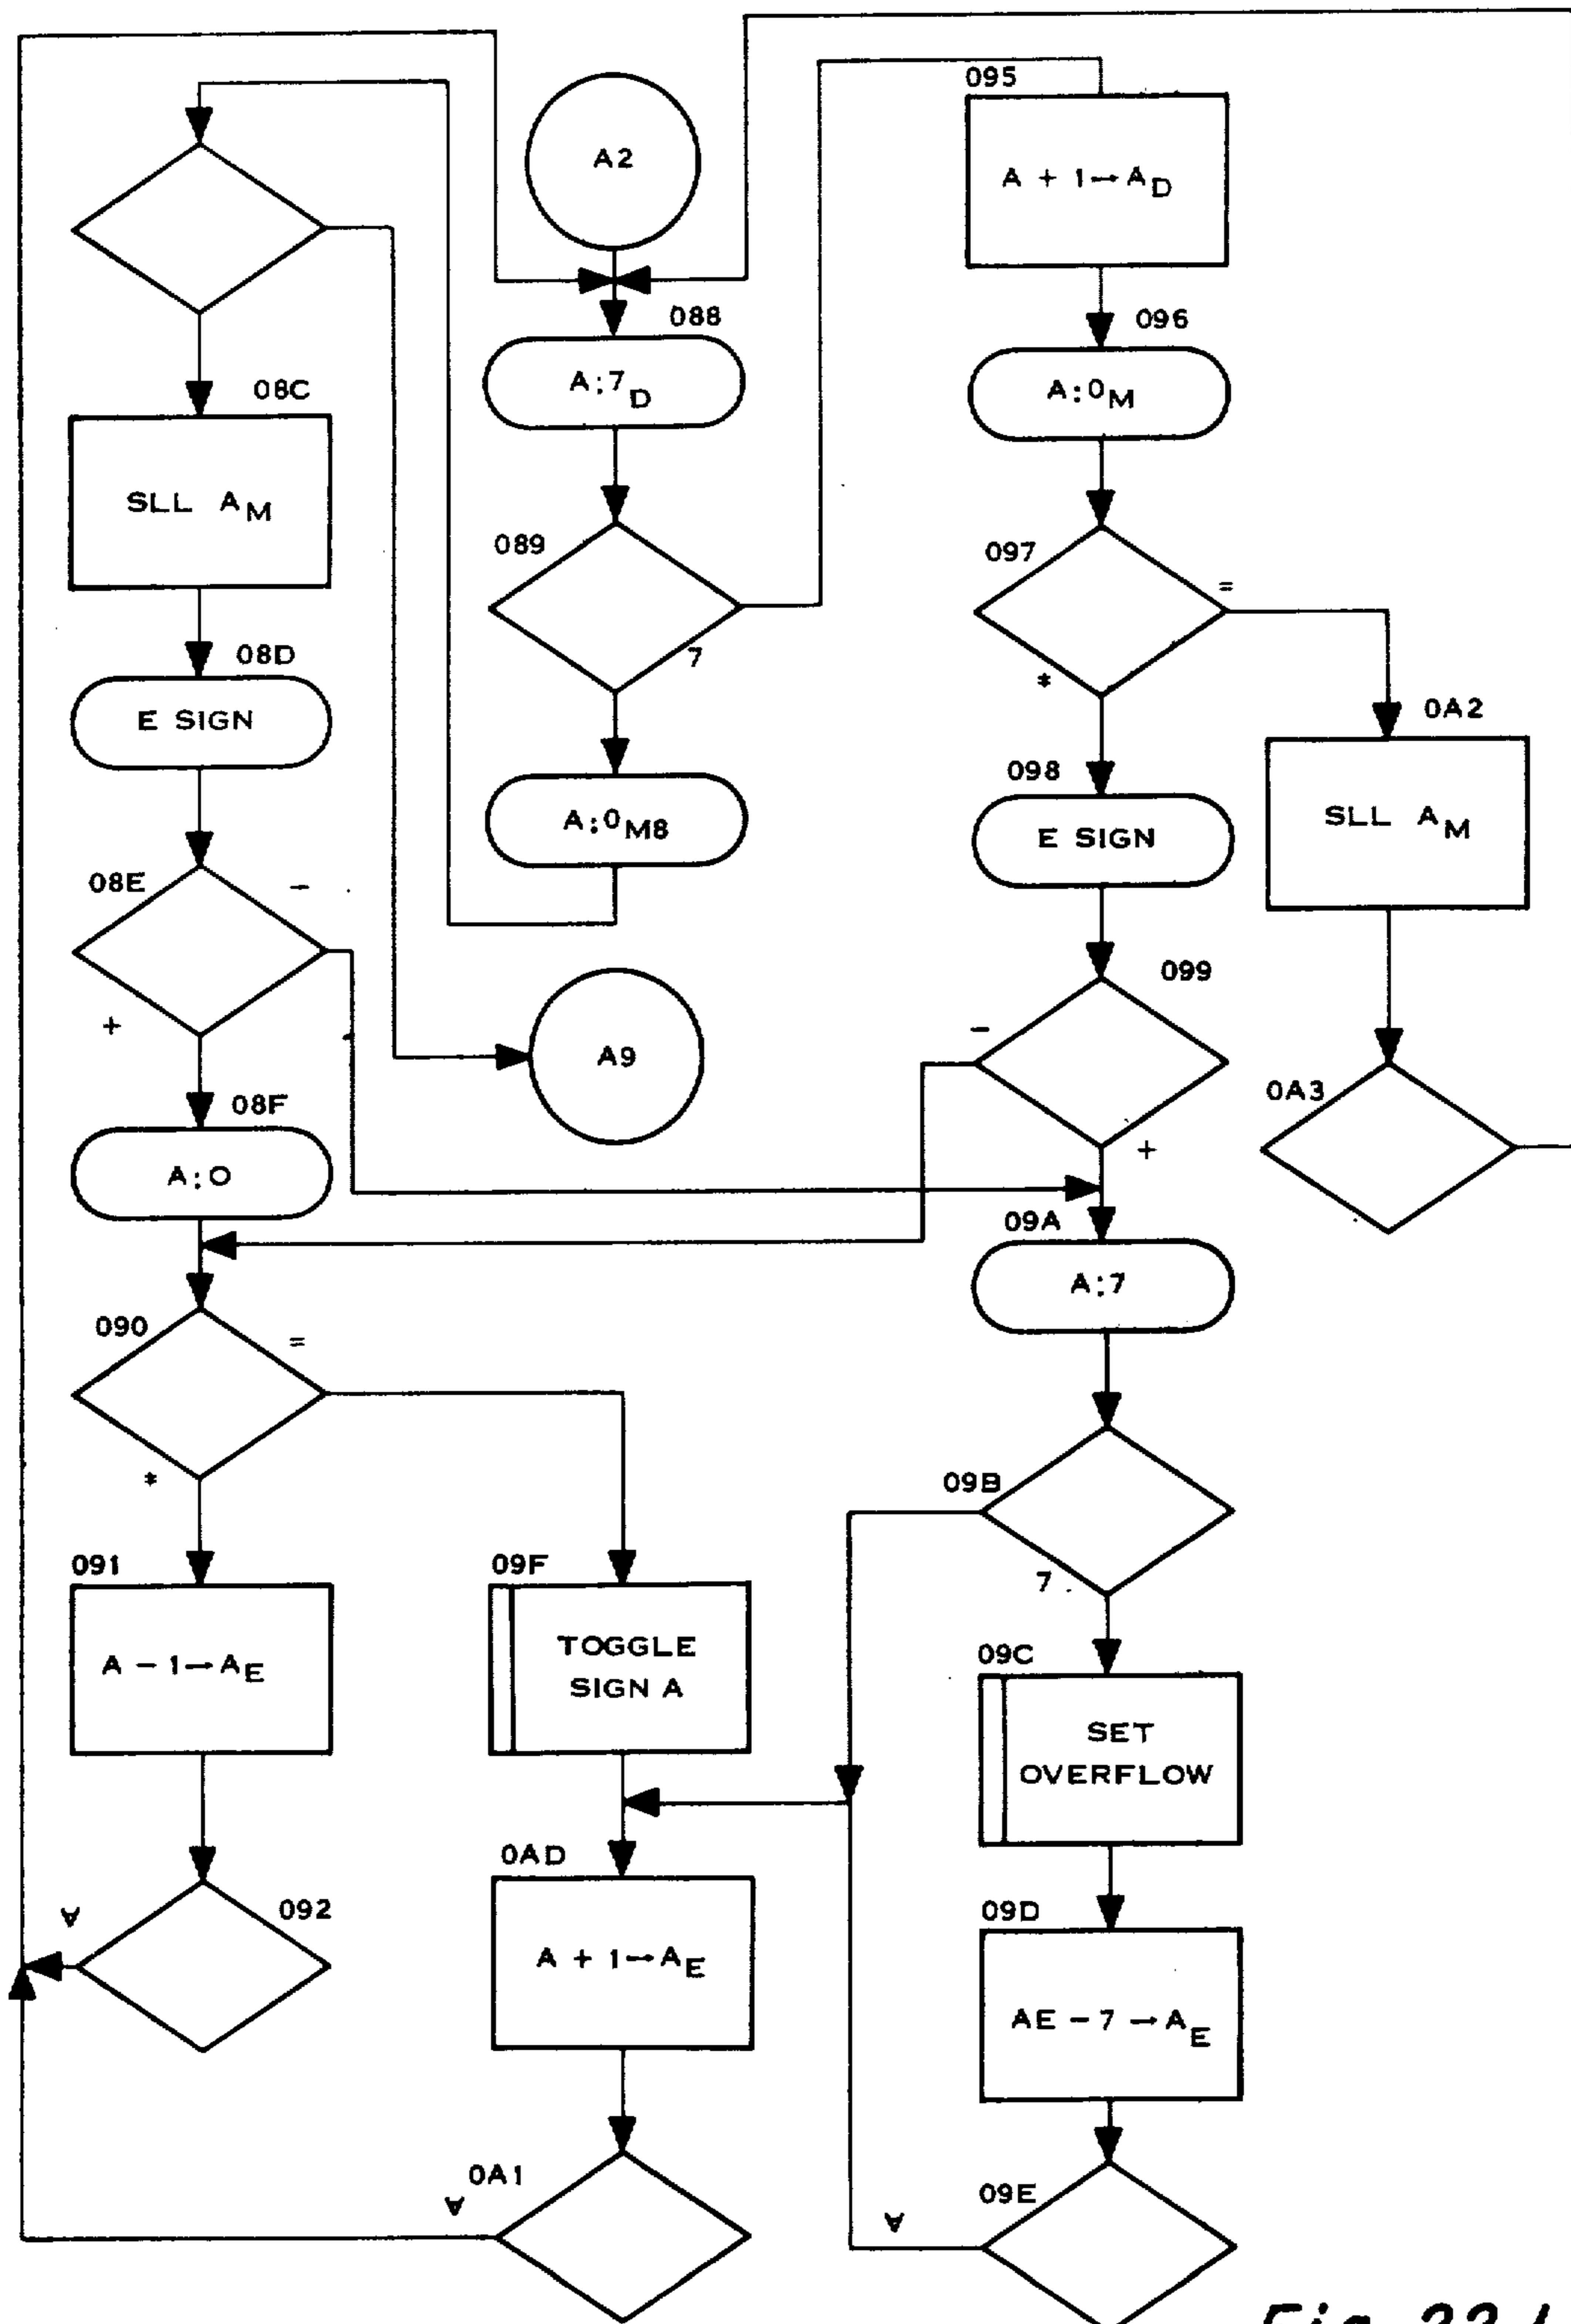 A2
088
A:7D
089
7
A:0M8
A9
08C
SLL AM
08D
E SIGN
08E
-
+
08F
A:0
090
=
*
091
A - 1→AE
092
∀
09F
TOGGLE
SIGN A
0AD
A + 1→AE
0A1
∀
095
A + 1→AD
096
A:0M
097
=
*
098
E SIGN
099
-
+
09A
A:7
09B
7
09C
SET
OVERFLOW
09D
AE - 7 →AE
09E
∀
0A2
SLL AM
0A3